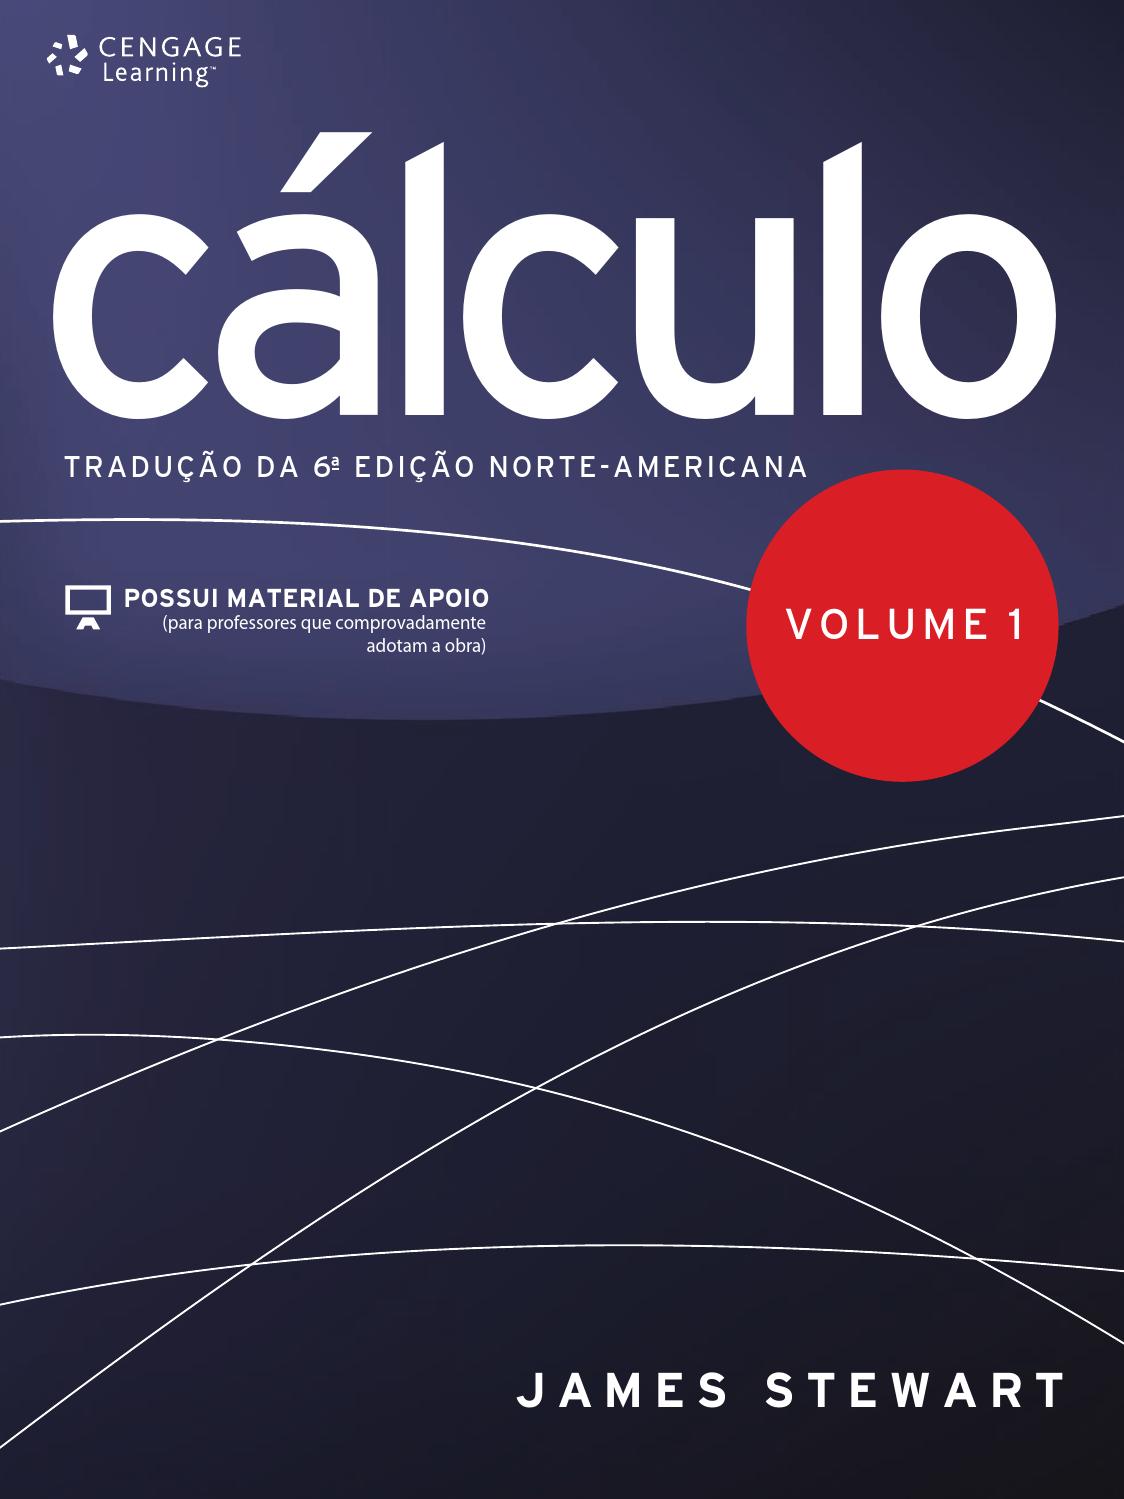 CENGAGE
Learning™
cálculo
TRADUÇÃO DA 6ª EDIÇÃO NORTE-AMERICANA
POSSUI MATERIAL DE APOIO
(para professores que comprovadamente
adotam a obra)
VOLUME 1
JAMES STEWART